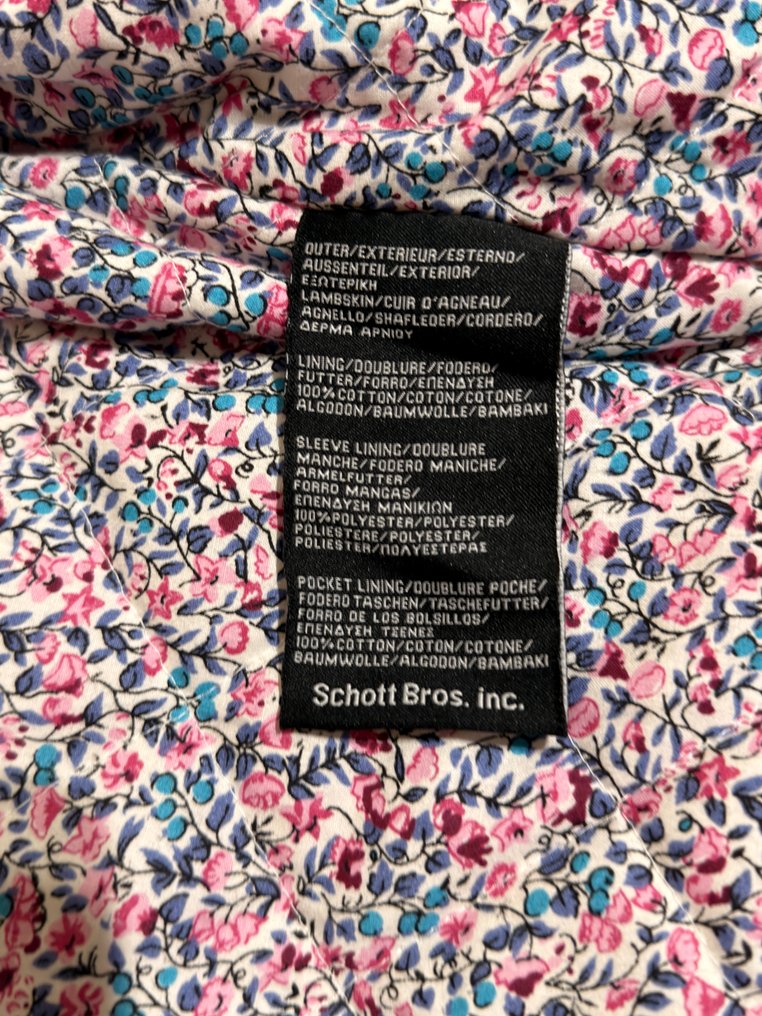 OUTER/EXTERIEUR/ESTERNO/
AUSSENTEIL/EXTERIOR/
ΕΞΩΤΕΡΙΚΗ
LAMBSKIN/CUIR D'AGNEAU/
AGNELLO/SHAFLEDER/CORDERO/
ΔΕΡΜΑ ΑΡΝΙΟΥ
LINING/DOUBLURE/FODERO/
FUTTER/FORRO/ΕΠΕΝΔΥΣΗ
100% COTTON/COTON/COTONE/
ALGODON/BAUMWOLLE/BAMBAKI
SLEEVE LINING/DOUBLURE
MANCHE/FODERO MANICHE/
ARMELFUTTER/
FORRO MANGAS/
ΕΠΕΝΔΥΣΗ ΜΑΝΙΚΙΩΝ
100%POLYESTER/POLYESTER/
POLIESTERE/POLYESTER/
POLIESTER/ΠΟΛΥΕΣΤΕΡΑΣ
POCKET LINING/DOUBLURE POCHE/
FODERO TASCHEN/TASCHEFUTTER/
FORRO DE LOS BOLSILLOS/
ΕΠΕΝΔΥΣΗ ΤΣΕΠΕΣ
100% COTTON/COTON/COTONE/
BAUMWOLLE/ALGODON/BAMBAKI
Schott Bros. inc.